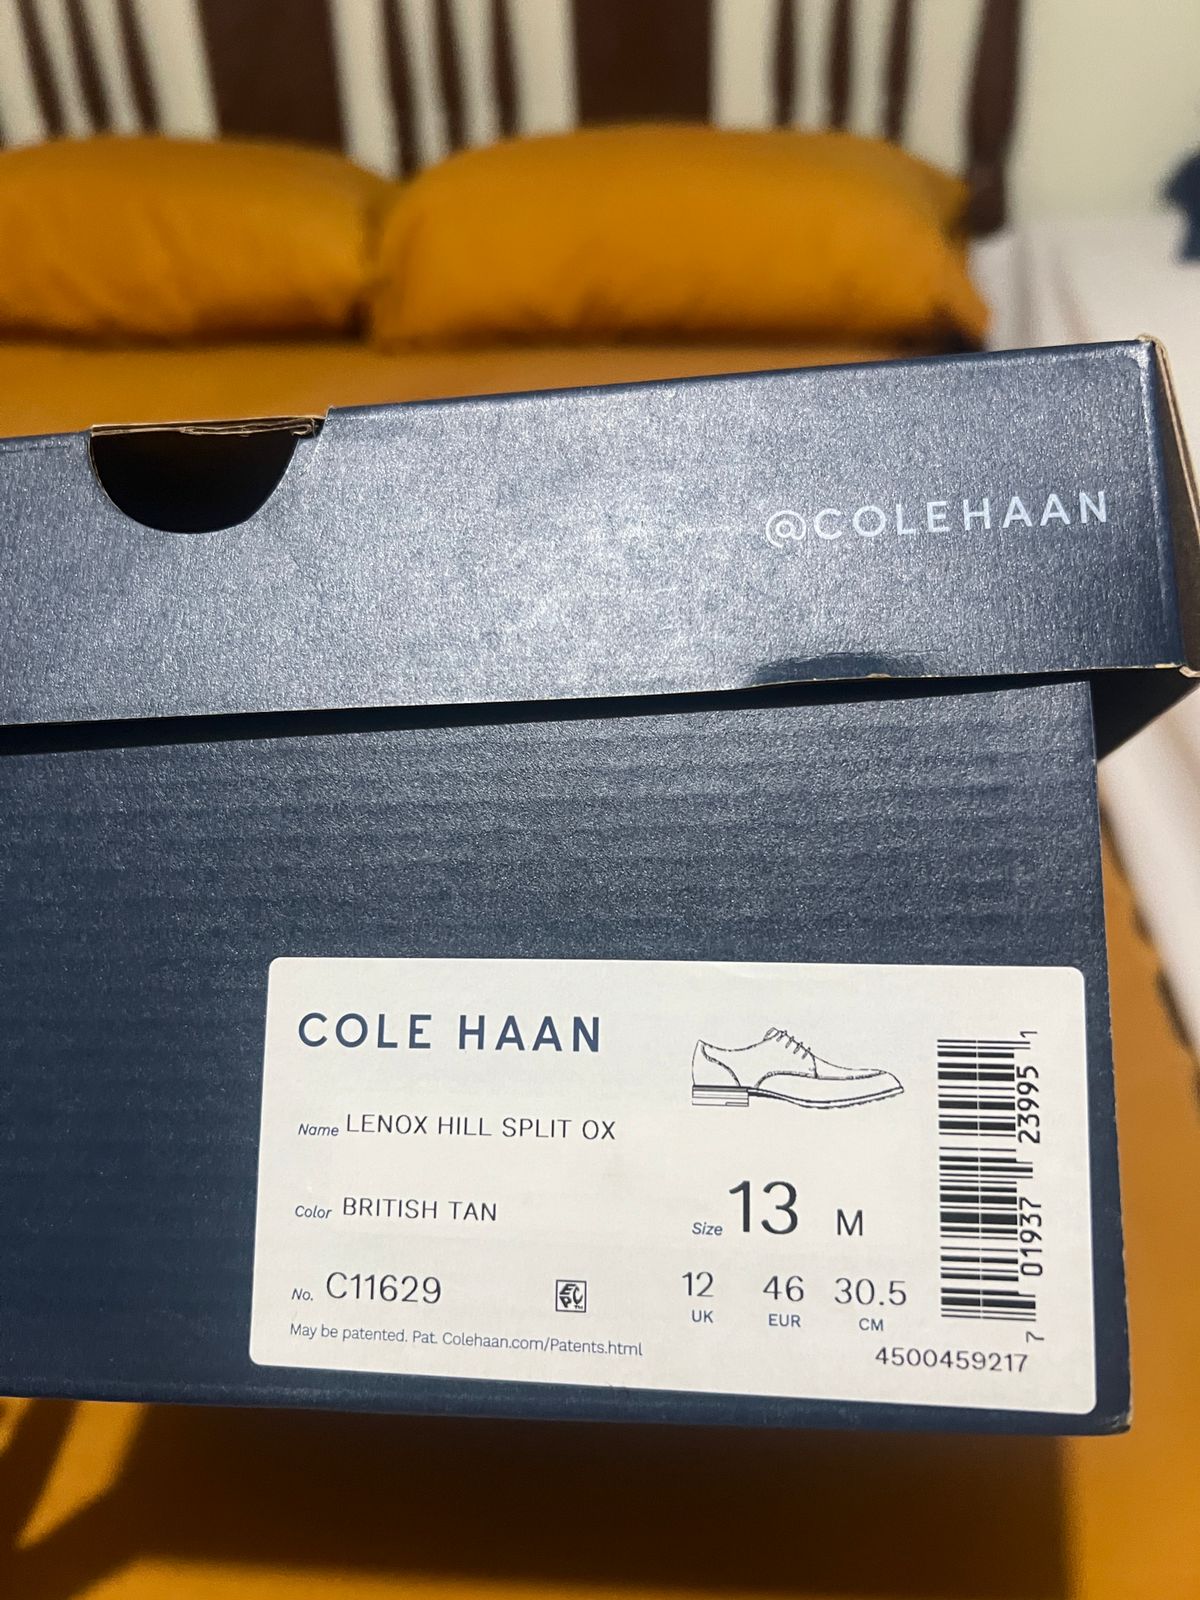 @COLEHAAN
COLE HAAN
Name LENOX HILL SPLIT OX
Color BRITISH TAN
Size 13 M
No. C11629
12 46 30.5
UK EUR CM
May be patented. Pat. Colehaan.com/Patents.html
4500459217
7 01937 23995 1